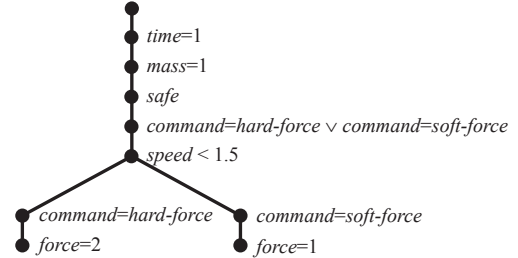 time=1
mass=1
safe
command=hard-force ∨ command=soft-force
speed < 1.5
command=hard-force
command=soft-force
force=2
force=1